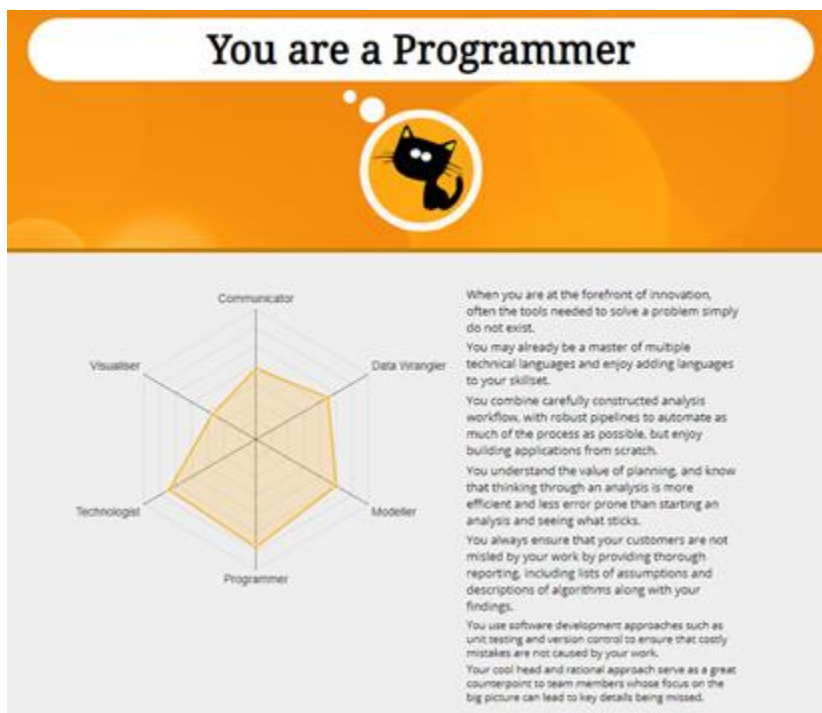 You are a Programmer
Communicator
Visualiser
Data Wrangler
Technologist
Modeller
Programmer
When you are at the forefront of innovation,
often the tools needed to solve a problem simply
do not exist.
You may already be a master of multiple
technical languages and enjoy adding languages
to your skillset.
You combine carefully constructed analysis
workflow, with robust pipelines to automate as
much of the process as possible, but enjoy
building applications from scratch.
You understand the value of planning, and know
that thinking through an analysis is more
efficient and less error prone than starting an
analysis and seeing what sticks.
You always ensure that your customers are not
misled by your work by providing thorough
reporting, including lists of assumptions and
descriptions of algorithms along with your
findings.
You use software development approaches such as
unit testing and version control to ensure that costly
mistakes are not caused by your work.
Your cool head and rational approach serve as a great
counterpoint to team members whose focus on the
big picture can lead to key details being missed.